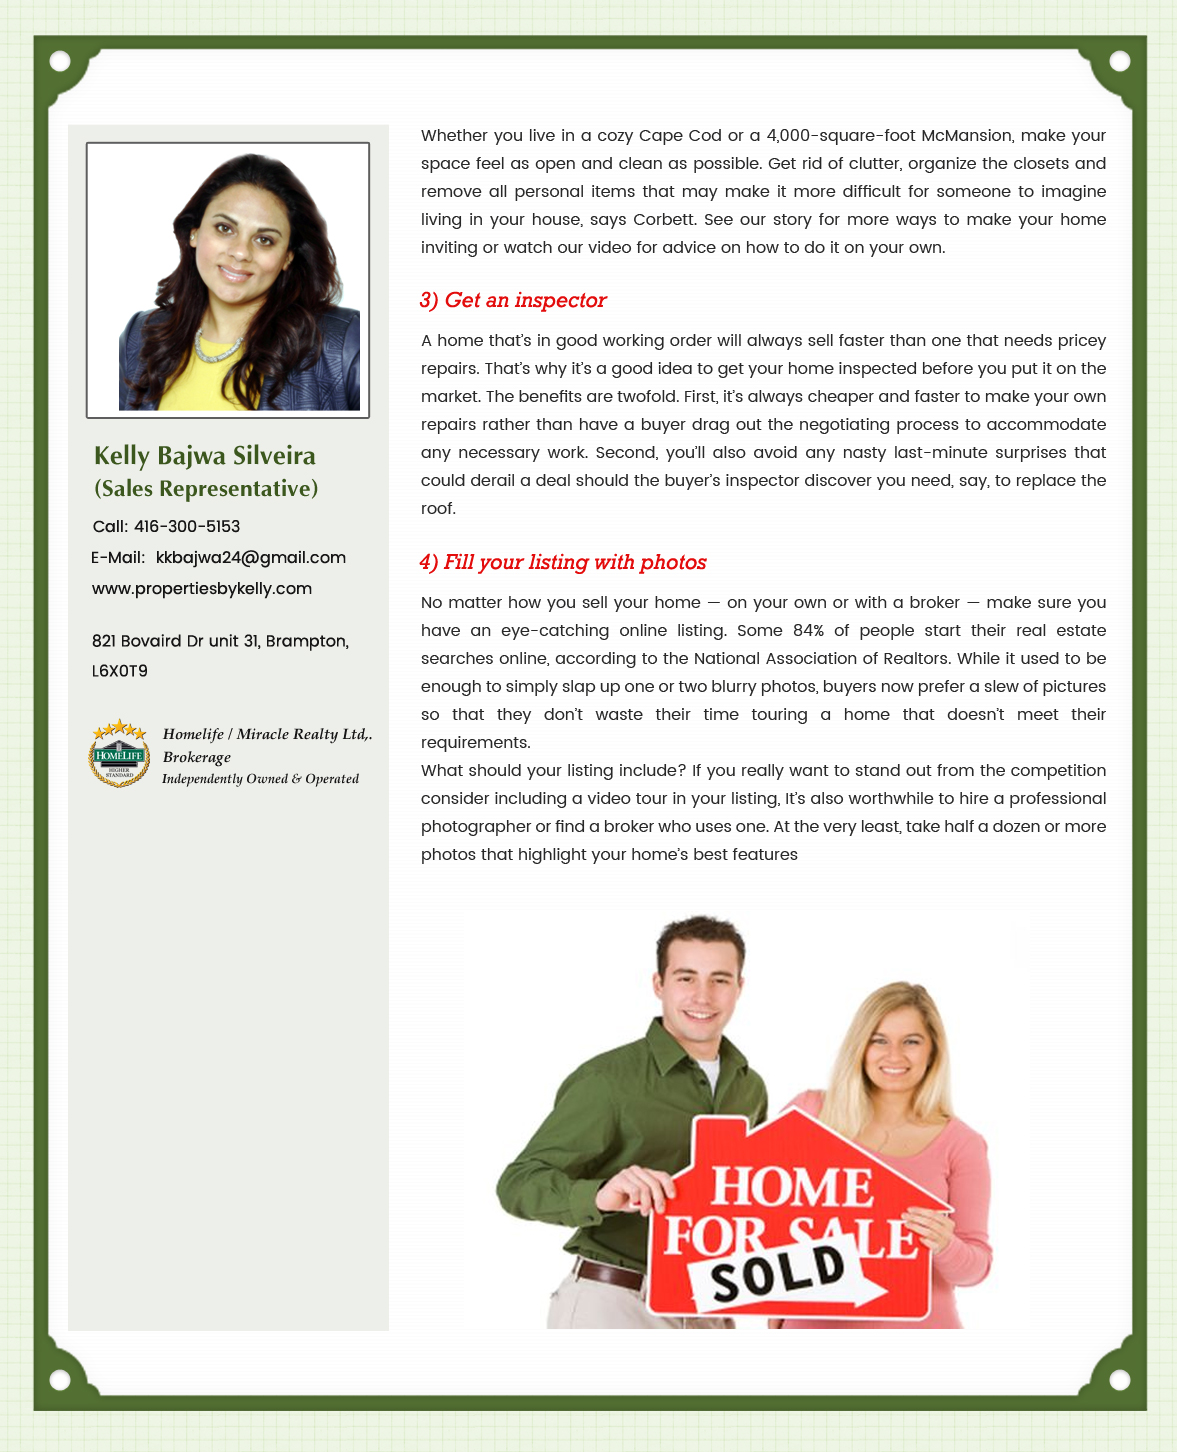 Kelly Bajwa Silveira
(Sales Representative)
Call: 416-300-5153
E-Mail: kkbajwa24@gmail.com
www.propertiesbykelly.com
821 Bovaird Dr unit 31, Brampton,
L6X0T9
HOMELIFE
HIGHER
STANDARD
Homelife / Miracle Realty Ltd,.
Brokerage
Independently Owned & Operated
Whether you live in a cozy Cape Cod or a 4,000-square-foot McMansion, make your
space feel as open and clean as possible. Get rid of clutter, organize the closets and
remove all personal items that may make it more difficult for someone to imagine
living in your house, says Corbett. See our story for more ways to make your home
inviting or watch our video for advice on how to do it on your own.
3) Get an inspector
A home that's in good working order will always sell faster than one that needs pricey
repairs. That's why it's a good idea to get your home inspected before you put it on the
market. The benefits are twofold. First, it's always cheaper and faster to make your own
repairs rather than have a buyer drag out the negotiating process to accommodate
any necessary work. Second, you'll also avoid any nasty last-minute surprises that
could derail a deal should the buyer's inspector discover you need, say, to replace the
roof.
4) Fill your listing with photos
No matter how you sell your home — on your own or with a broker — make sure you
have an eye-catching online listing. Some 84% of people start their real estate
searches online, according to the National Association of Realtors. While it used to be
enough to simply slap up one or two blurry photos, buyers now prefer a slew of pictures
so that they don't waste their time touring a home that doesn't meet their
requirements.
What should your listing include? If you really want to stand out from the competition
consider including a video tour in your listing, It's also worthwhile to hire a professional
photographer or find a broker who uses one. At the very least, take half a dozen or more
photos that highlight your home's best features
HOME
FOR SALE
SOLD